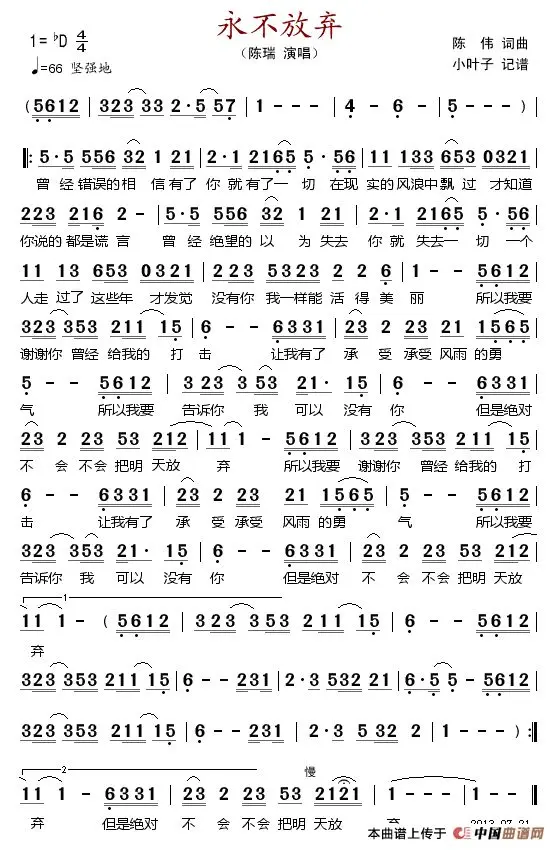 永不放弃
1=♭D 4/4
（陈瑞 演唱）
陈 伟 词曲
♩=66 坚强地
小叶子 记谱
（5612 | 323 33 2·5 57 | 1 - - - | 4 - 6 - | 5 - - - ）
‖: 5·5 556 32 1 21 | 2·1 2165 5·56 | 11 133 653 0321
曾经错误的相信有了你就有了一切在现实的风浪中飘过才知道
223 216 2 - | 5·5 556 32 1 21 | 2·1 2165 5·56
你说的都是谎言 曾经绝望的以为失去 你就失去一切一个
11 13 653 0321 | 223 5323 2 2 6 | 1 - - 5612
人走过了这些年 才发觉 没有你我一样能活得美丽 所以我要
323 353 211 15 | 6 - - 6331 | 23 2 23 53 1565
谢谢你曾经给我的打击 让我有了承受承受风雨的勇
5 - - 5612 | 323 353 21· 15 | 6 - - 6331
气 所以我要 告诉你 我 可以 没有你 但是绝对
23 2 23 53 212 | 11 1 - 5612 | 323 353 211 15
不会不会把明天放弃 所以我要 谢谢你 曾经给我的打
6 - - 6331 | 23 2 23 21 1565 | 5 - - 5612
击 让我有了承受承受风雨的勇气 所以我要
323 353 21· 15 | 6 - - 6331 | 23 2 23 53 212
告诉你 我 可以 没有你 但是绝对 不会不会把明天放
1
11 1 - （5612 | 323 353 211 15
弃
323 353 211 15 | 6 - - 231 | 2·3 532 2 2 | 6·5 5 - 5612
323 353 211 15 | 6 - - 231 | 2·3 5 32 2 | 1 - - - ）:‖
2
慢
11 1 - 6331 | 23 2 23 53 2121 | 1 - - - | 1 - - -
弃 但是绝对 不会不会把明天放弃
2013.07.21
本曲谱上传于 中国曲谱网